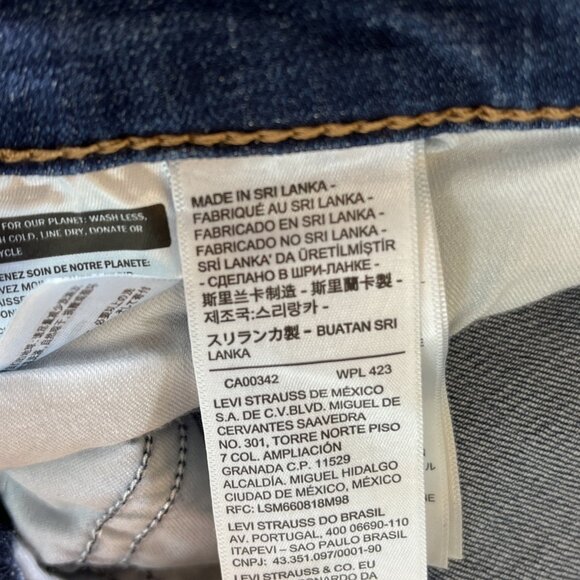 FOR OUR PLANET: WASH LESS,
COLD, LINE DRY, DONATE OR
SOIN DE NOTRE PLANETE:
MADE IN SRI LANKA -
FABRIQUÉ AU SRI LANKA -
FABRICADO EN SRI LANKA -
FABRICADO NO SRI LANKA -
SRİ LANKA' DA ÜRETİLMİŞTİR
- СДЕЛАНО В ШРИ-ЛАНКЕ -
斯里兰卡制造 - 斯里蘭卡製 -
제조국:스리랑카 -
スリランカ製 - BUATAN SRI
LANKA
CA00342 WPL 423
LEVI STRAUSS DE MÉXICO
S.A. DE C.V.BLVD. MIGUEL DE
CERVANTES SAAVEDRA
NO. 301, TORRE NORTE PISO
7 COL. AMPLIACIÓN
GRANADA C.P. 11529
ALCALDIA. MIGUEL HIDALGO
CIUDAD DE MÉXICO, MÉXICO
RFC: LSM660818M98
LEVI STRAUSS DO BRASIL
AV. PORTUGAL, 400 06690-110
ITAPEVI – SAO PAULO BRASIL
CNPJ: 43.351.097/0001-90
LEVI STRAUSS & CO. EU